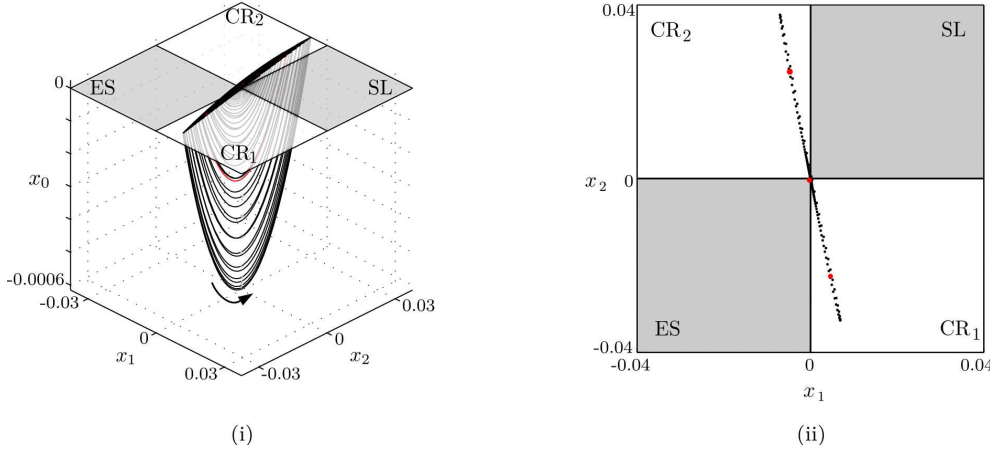 CR2
0
ES
SL
CR1
x0
-0.0006
-0.03
0.03
0
0
x1
x2
0.03
-0.03
(i)
0.04
CR2
SL
x2
0
ES
CR1
-0.04
-0.04
0
0.04
x1
(ii)